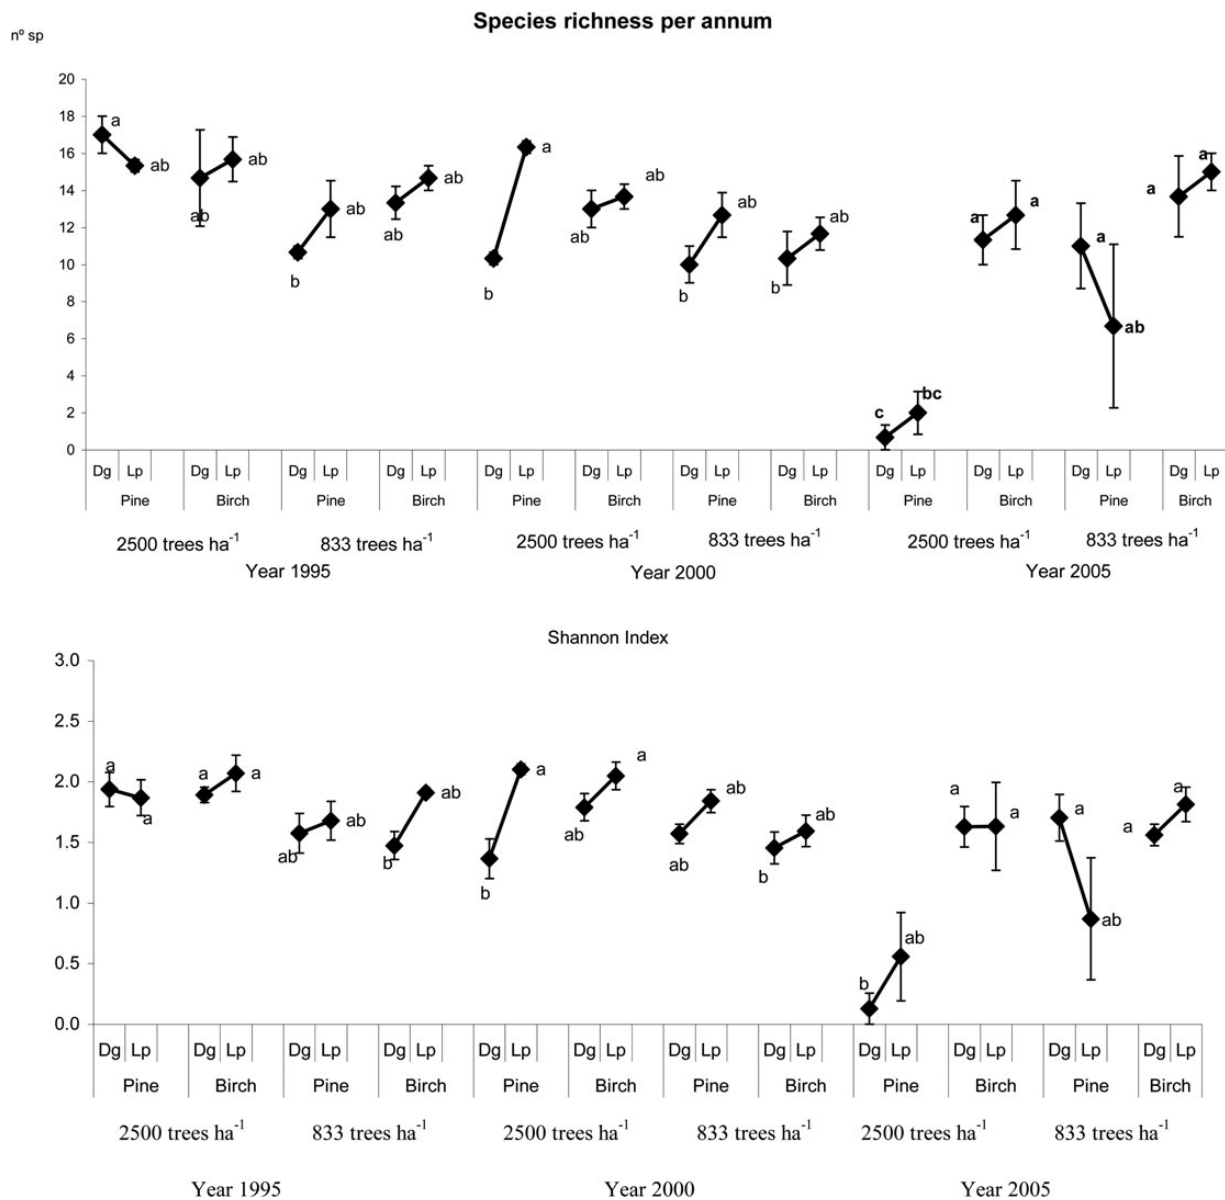 Species richness per annum
nº sp
20
18
16
14
12
10
8
6
4
2
0
a
ab
ab
ab
b
ab
ab
ab
b
a
ab
ab
b
ab
b
ab
c
bc
a
a
a
ab
a
a
Dg Lp Dg Lp Dg Lp Dg Lp Dg Lp Dg Lp Dg Lp Dg Lp Dg Lp Dg Lp Dg Lp Dg Lp
Pine Birch Pine Birch Pine Birch Pine Birch Pine Birch Pine Birch
2500 trees ha⁻¹ 833 trees ha⁻¹ 2500 trees ha⁻¹ 833 trees ha⁻¹ 2500 trees ha⁻¹ 833 trees ha⁻¹
Year 1995 Year 2000 Year 2005
Shannon Index
3.0
2.5
2.0
1.5
1.0
0.5
0.0
a
a
a
a
ab
ab
b
ab
b
a
ab
a
ab
ab
b
ab
b
ab
a
a
a
ab
a
a
Dg Lp Dg Lp Dg Lp Dg Lp Dg Lp Dg Lp Dg Lp Dg Lp Dg Lp Dg Lp Dg Lp Dg Lp
Pine Birch Pine Birch Pine Birch Pine Birch Pine Birch Pine Birch
2500 trees ha⁻¹ 833 trees ha⁻¹ 2500 trees ha⁻¹ 833 trees ha⁻¹ 2500 trees ha⁻¹ 833 trees ha⁻¹
Year 1995 Year 2000 Year 2005